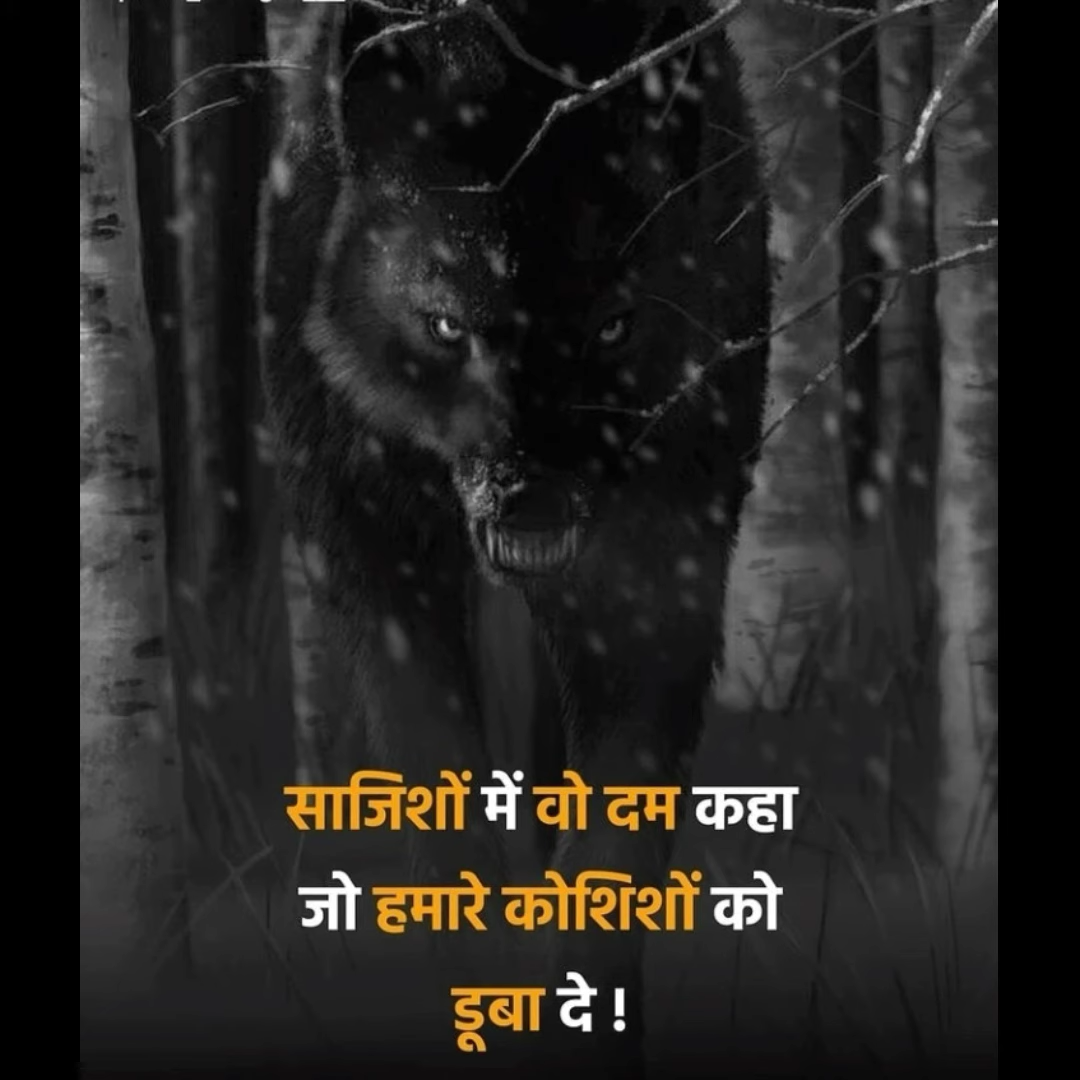 साजिशों में वो दम कहा
जो हमारे कोशिशों को
डूबा दे !